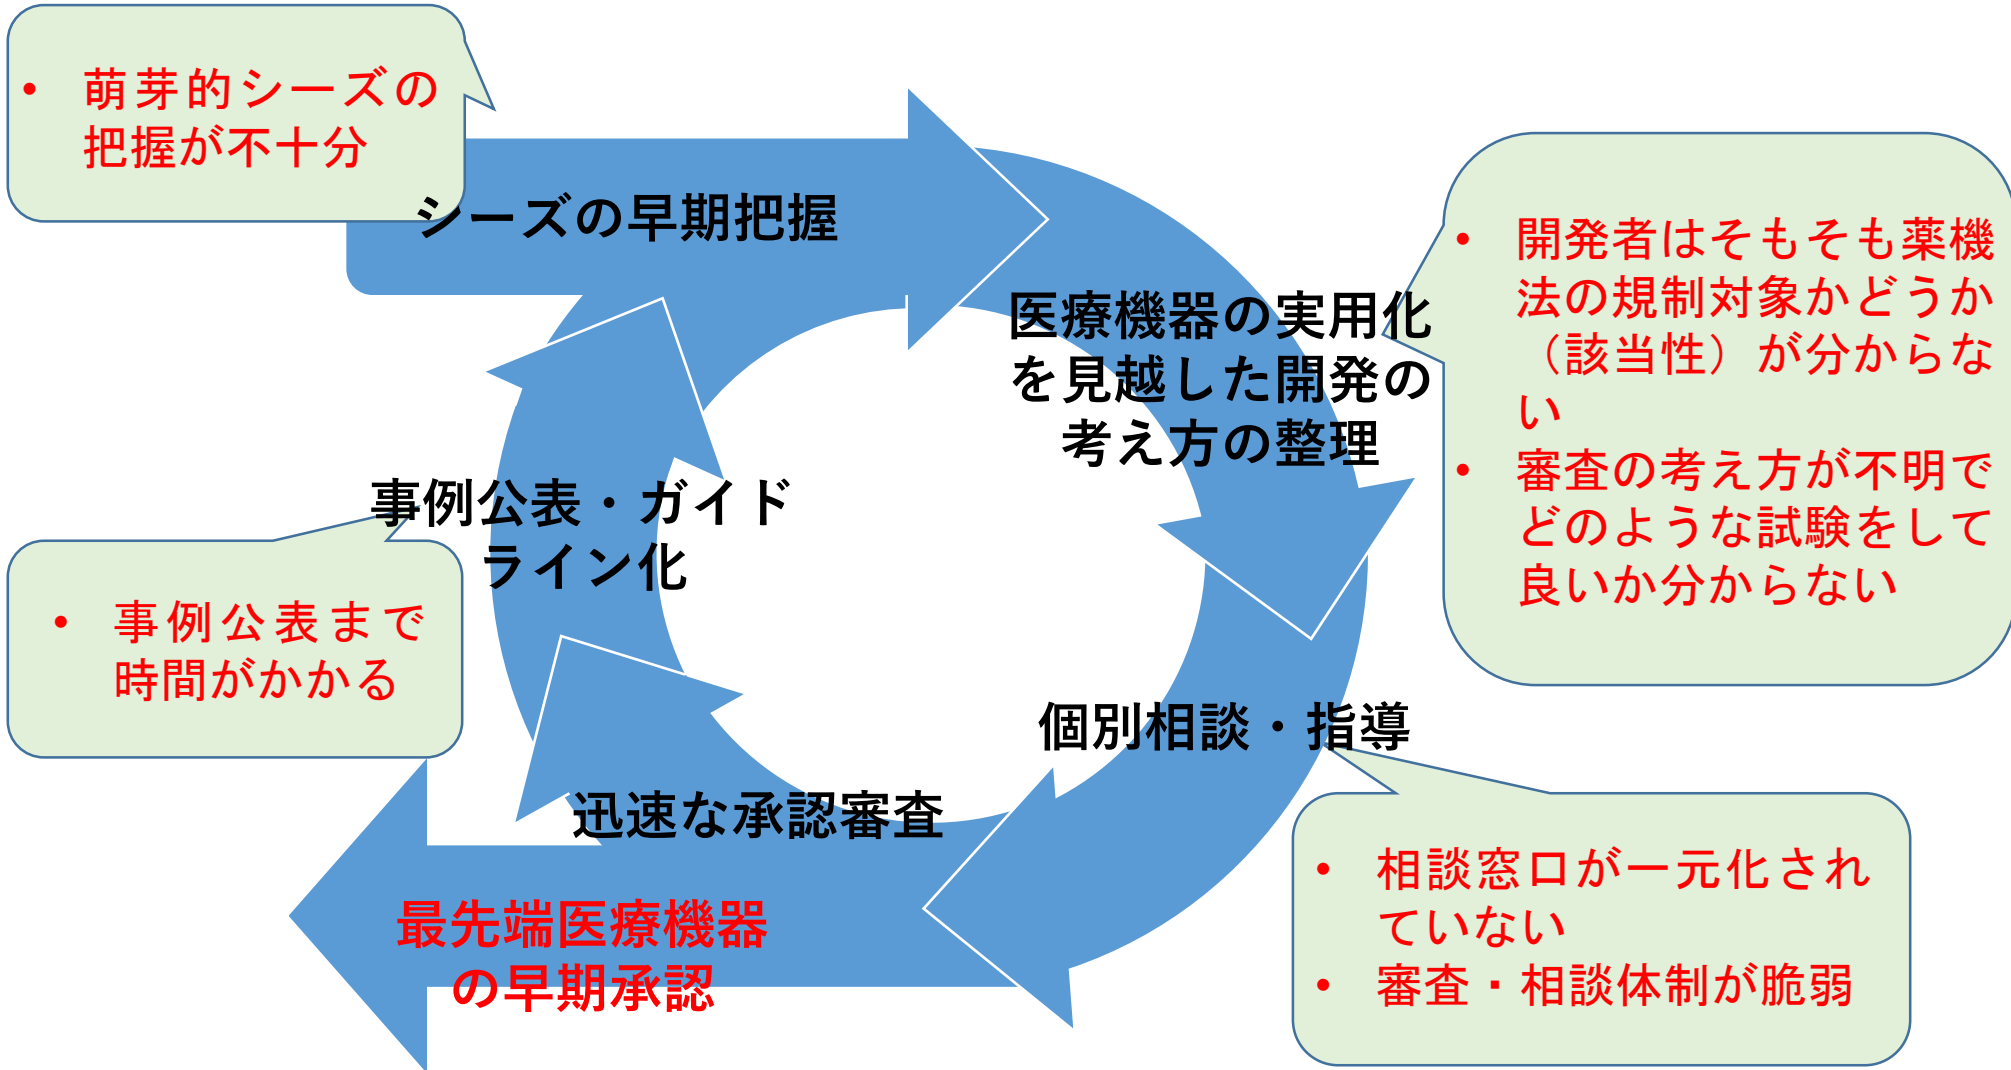 • 萌芽的シーズの
把握が不十分
シーズの早期把握
医療機器の実用化
を見越した開発の
考え方の整理
• 開発者はそもそも薬機
法の規制対象かどうか
（該当性）が分からな
い
• 審査の考え方が不明で
どのような試験をして
良いか分からない
事例公表・ガイド
ライン化
• 事例公表まで
時間がかかる
個別相談・指導
迅速な承認審査
• 相談窓口が一元化され
ていない
• 審査・相談体制が脆弱
最先端医療機器
の早期承認